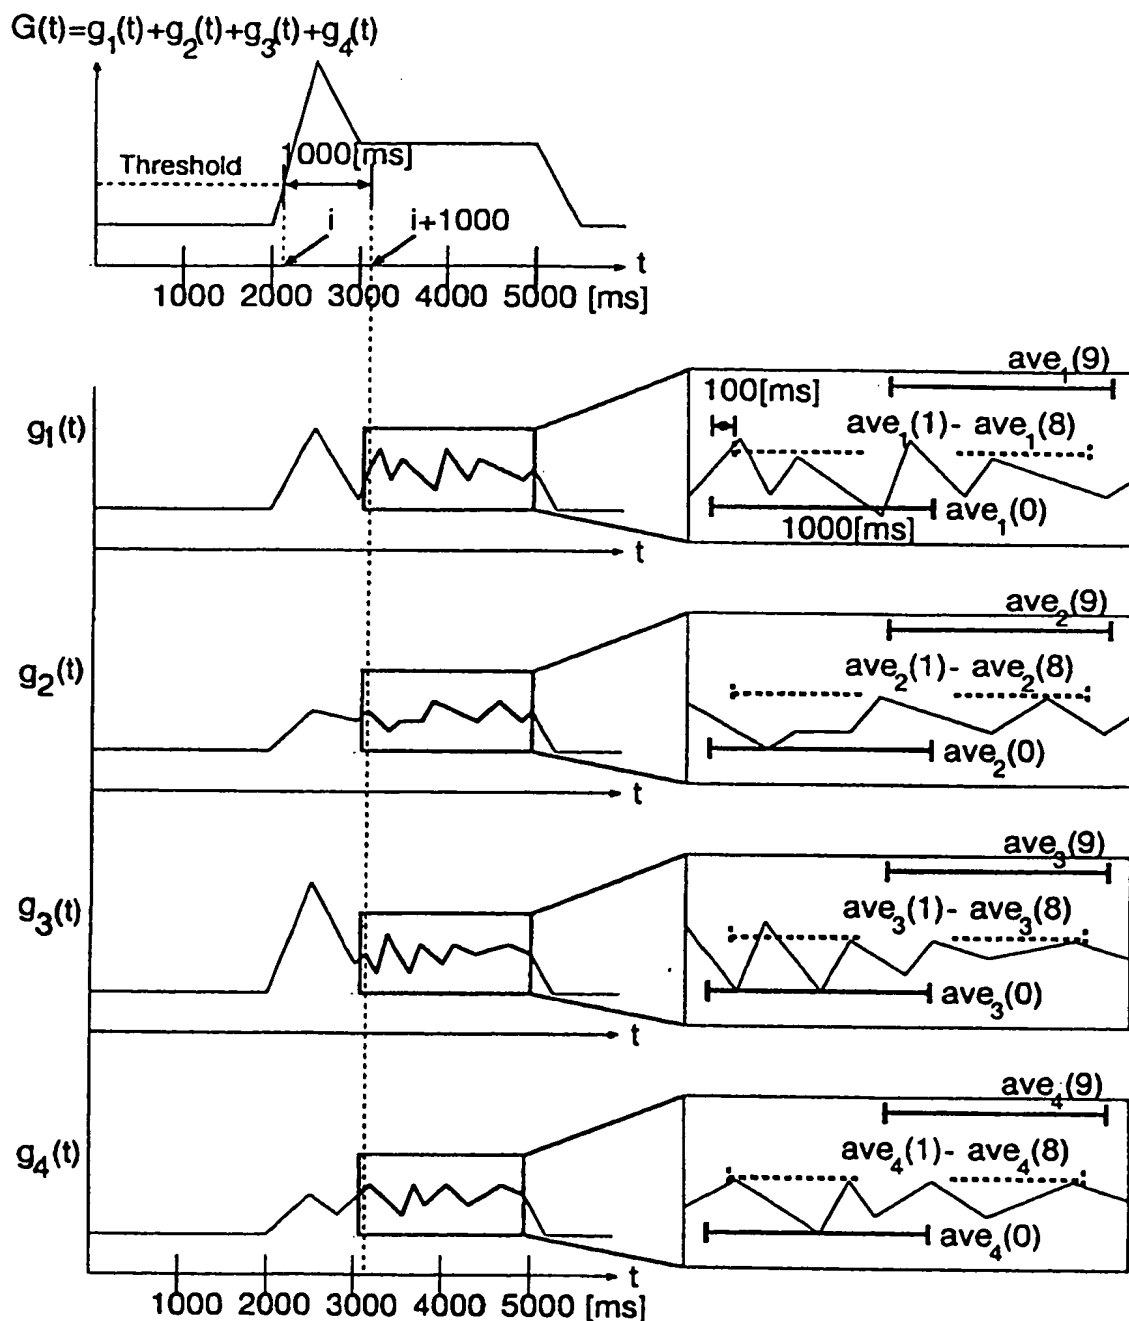 G(t)=g1(t)+g2(t)+g3(t)+g4(t)
Threshold
1000[ms]
i
i+1000
t
1000 2000 3000 4000 5000 [ms]
g1(t)
t
100[ms]
ave1(9)
ave1(1)- ave1(8)
ave1(0)
1000[ms]
g2(t)
t
ave2(9)
ave2(1)- ave2(8)
ave2(0)
g3(t)
t
ave3(9)
ave3(1)- ave3(8)
ave3(0)
g4(t)
t
ave4(9)
ave4(1)- ave4(8)
ave4(0)
1000 2000 3000 4000 5000 [ms]